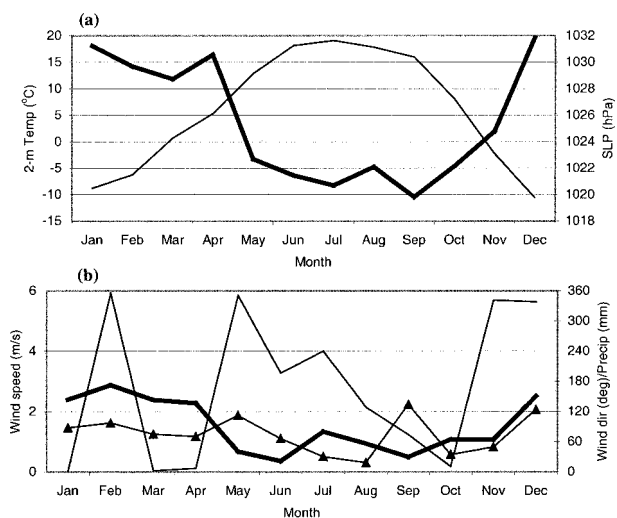 (a)
20 1032
15 1030
10 1028
5 1026
0 1024
-5 1022
-10 1020
-15 1018
2-m Temp (°C)
SLP (hPa)
Jan Feb Mar Apr May Jun Jul Aug Sep Oct Nov Dec
Month
(b)
6 360
300
4 240
180
2 120
60
0 0
Wind speed (m/s)
Wind dir (deg)/Precip (mm)
Jan Feb Mar Apr May Jun Jul Aug Sep Oct Nov Dec
Month